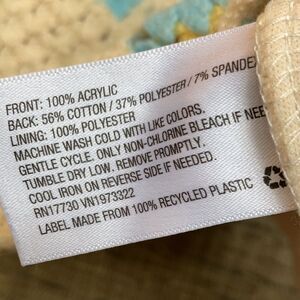 FRONT: 100% ACRYLIC
BACK: 56% COTTON / 37% POLYESTER / 7% SPANDEX
LINING: 100% POLYESTER
MACHINE WASH COLD WITH LIKE COLORS.
GENTLE CYCLE. ONLY NON-CHLORINE BLEACH IF NEE
TUMBLE DRY LOW. REMOVE PROMPTLY.
COOL IRON ON REVERSE SIDE IF NEEDED.
RN17730 VN1973322
LABEL MADE FROM 100% RECYCLED PLASTIC